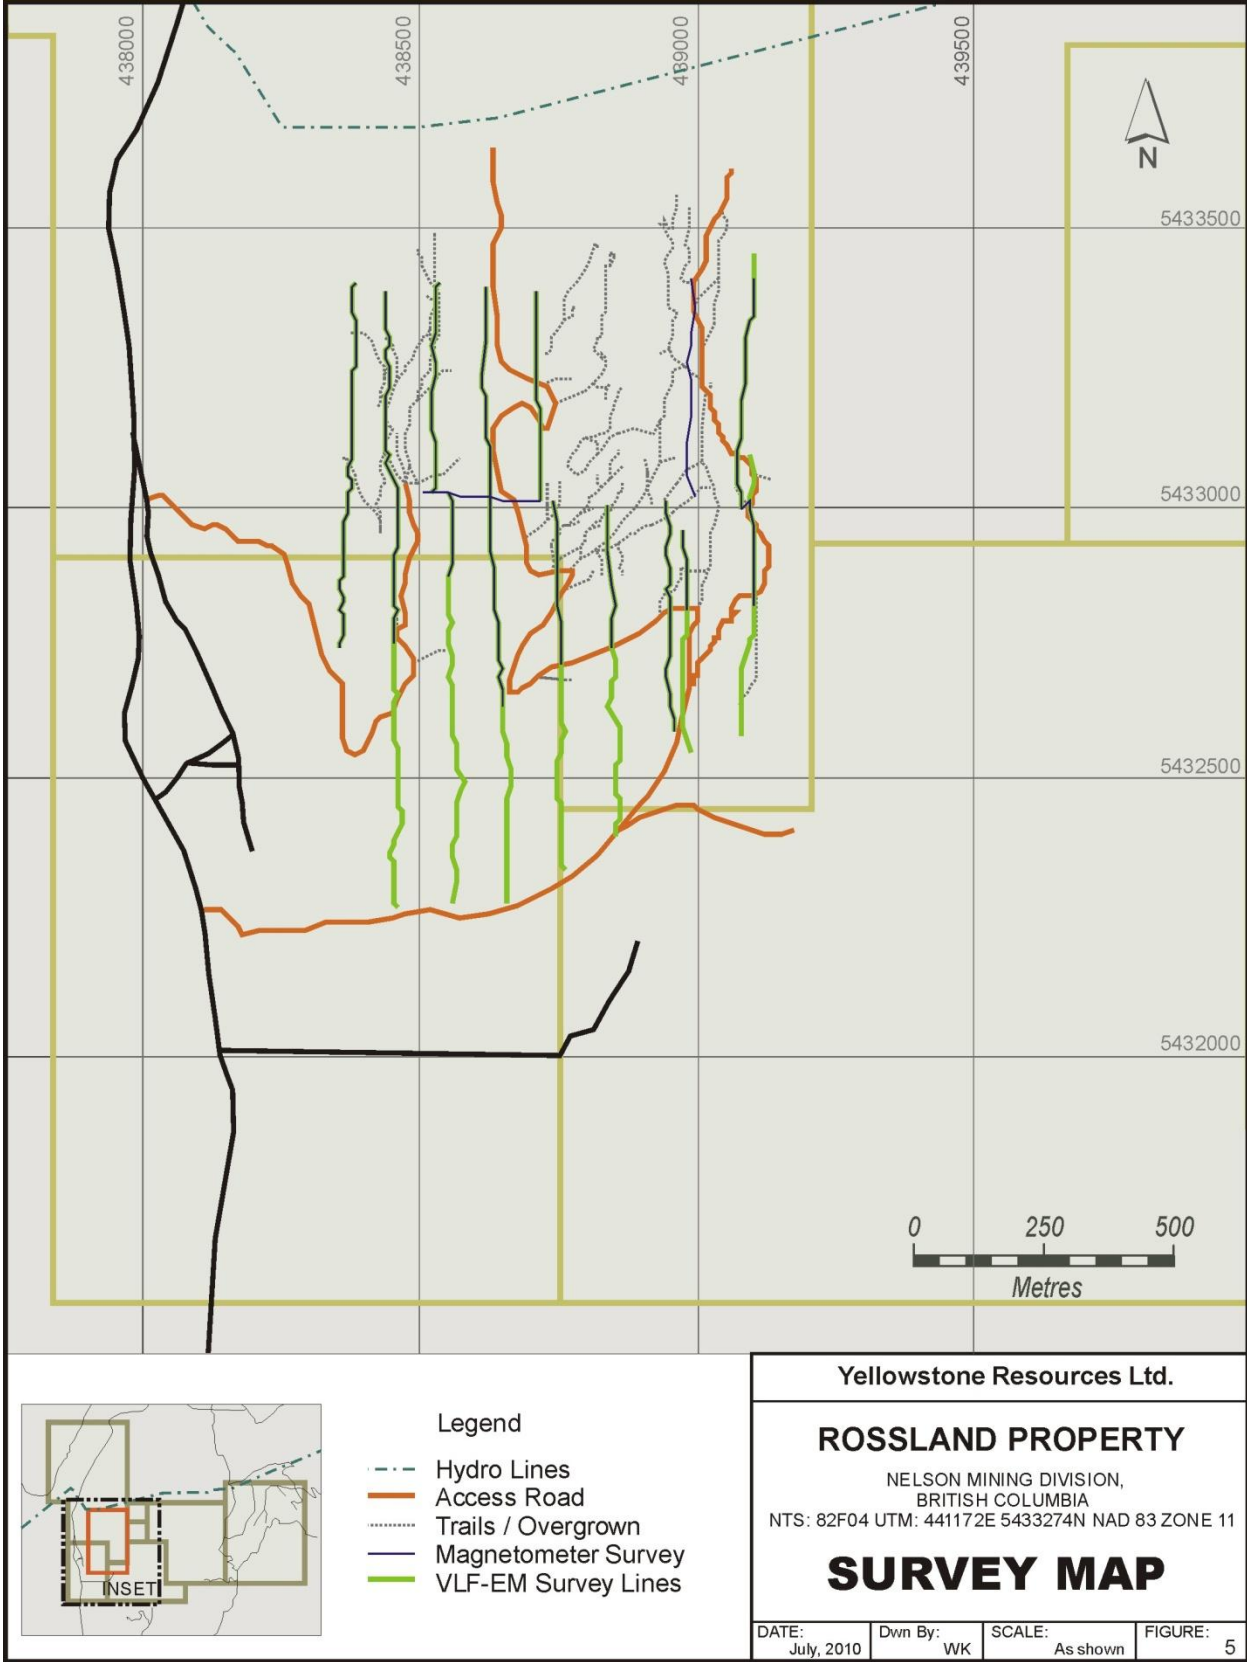 438000
438500
439000
439500
N
5433500
5433000
5432500
5432000
0 250 500
Metres
INSET
Legend
Hydro Lines
Access Road
Trails / Overgrown
Magnetometer Survey
VLF-EM Survey Lines
Yellowstone Resources Ltd.
ROSSLAND PROPERTY
NELSON MINING DIVISION,
BRITISH COLUMBIA
NTS: 82F04 UTM: 441172E 5433274N NAD 83 ZONE 11
SURVEY MAP
DATE: Dwn By: SCALE: FIGURE:
July, 2010 WK As shown 5